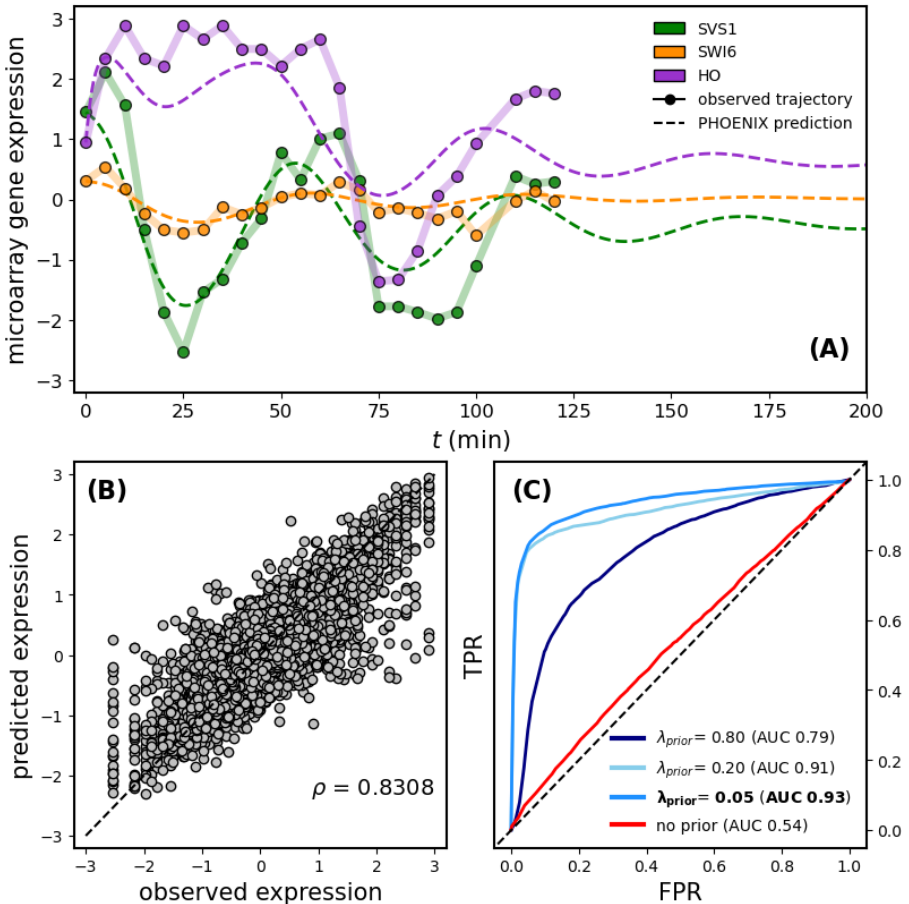 microarray gene expression
3
2
1
0
−1
−2
−3
SVS1
SWI6
HO
observed trajectory
PHOENIX prediction
(A)
0 25 50 75 100 125 150 175 200
t (min)
(B)
predicted expression
3
2
1
0
−1
−2
−3
ρ = 0.8308
−3 −2 −1 0 1 2 3
observed expression
(C)
TPR
1.0
0.8
0.6
0.4
0.2
0.0
λprior= 0.80 (AUC 0.79)
λprior= 0.20 (AUC 0.91)
λprior= 0.05 (AUC 0.93)
no prior (AUC 0.54)
0.0 0.2 0.4 0.6 0.8 1.0
FPR